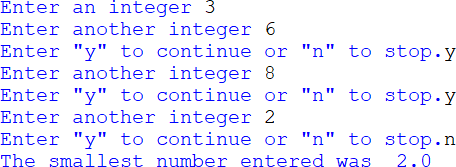 Enter an integer 3
Enter another integer 6
Enter "y" to continue or "n" to stop.y
Enter another integer 8
Enter "y" to continue or "n" to stop.y
Enter another integer 2
Enter "y" to continue or "n" to stop.n
The smallest number entered was  2.0